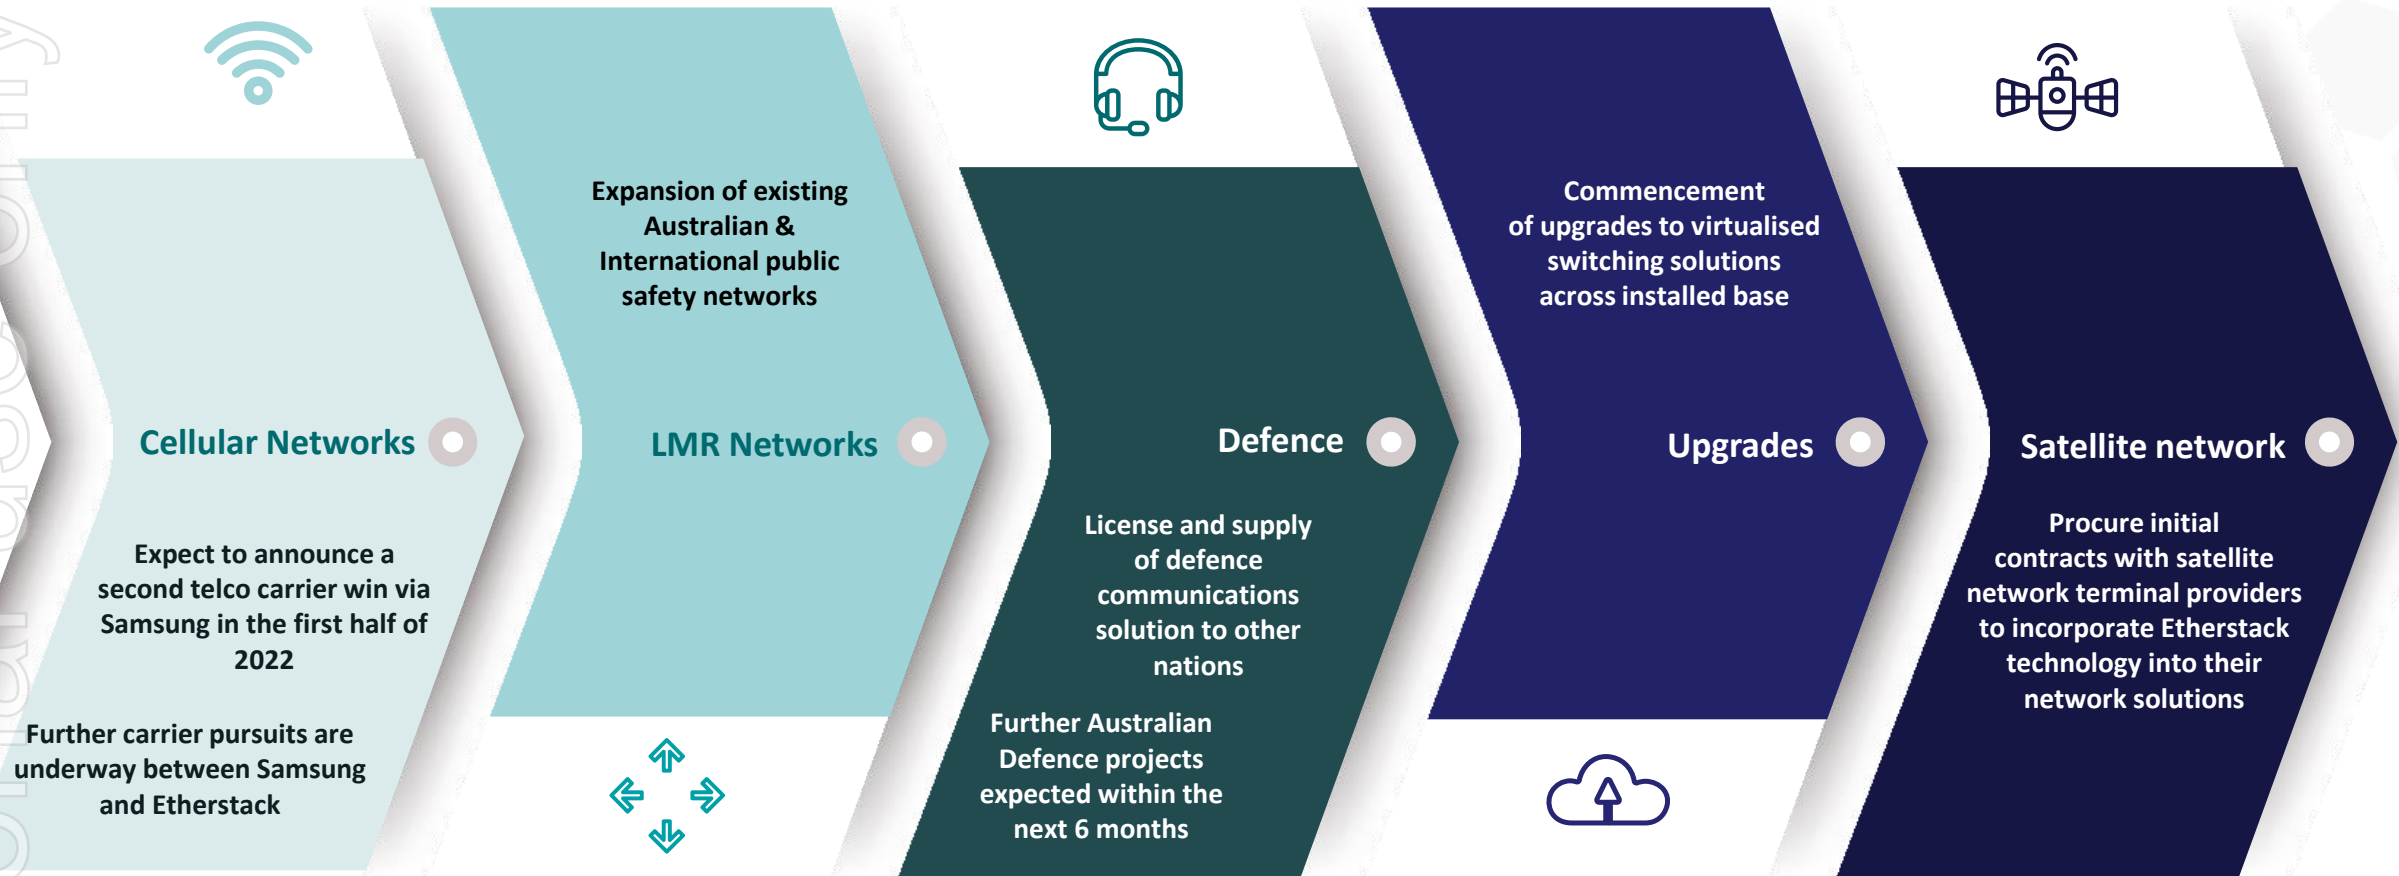 Cellular Networks
Expect to announce a
second telco carrier win via
Samsung in the first half of
2022
Further carrier pursuits are
underway between Samsung
and Etherstack
Expansion of existing
Australian &
International public
safety networks
LMR Networks
Defence
License and supply
of defence
communications
solution to other
nations
Further Australian
Defence projects
expected within the
next 6 months
Commencement
of upgrades to virtualised
switching solutions
across installed base
Upgrades
Satellite network
Procure initial
contracts with satellite
network terminal providers
to incorporate Etherstack
technology into their
network solutions